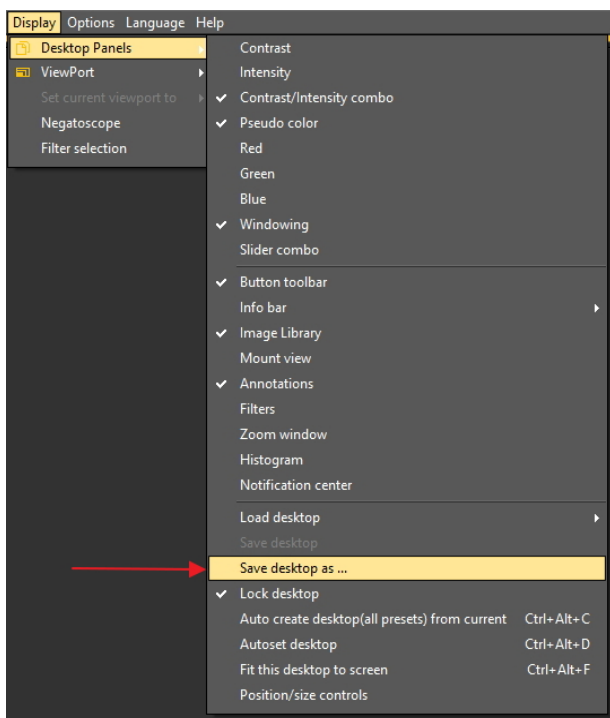 Display Options Language Help
Desktop Panels
ViewPort
Set current viewport to
Negatoscope
Filter selection
Contrast
Intensity
Contrast/Intensity combo
Pseudo color
Red
Green
Blue
Windowing
Slider combo
Button toolbar
Info bar
Image Library
Mount view
Annotations
Filters
Zoom window
Histogram
Notification center
Load desktop
Save desktop
Save desktop as ...
Lock desktop
Auto create desktop(all presets) from current Ctrl+Alt+C
Autoset desktop Ctrl+Alt+D
Fit this desktop to screen Ctrl+Alt+F
Position/size controls